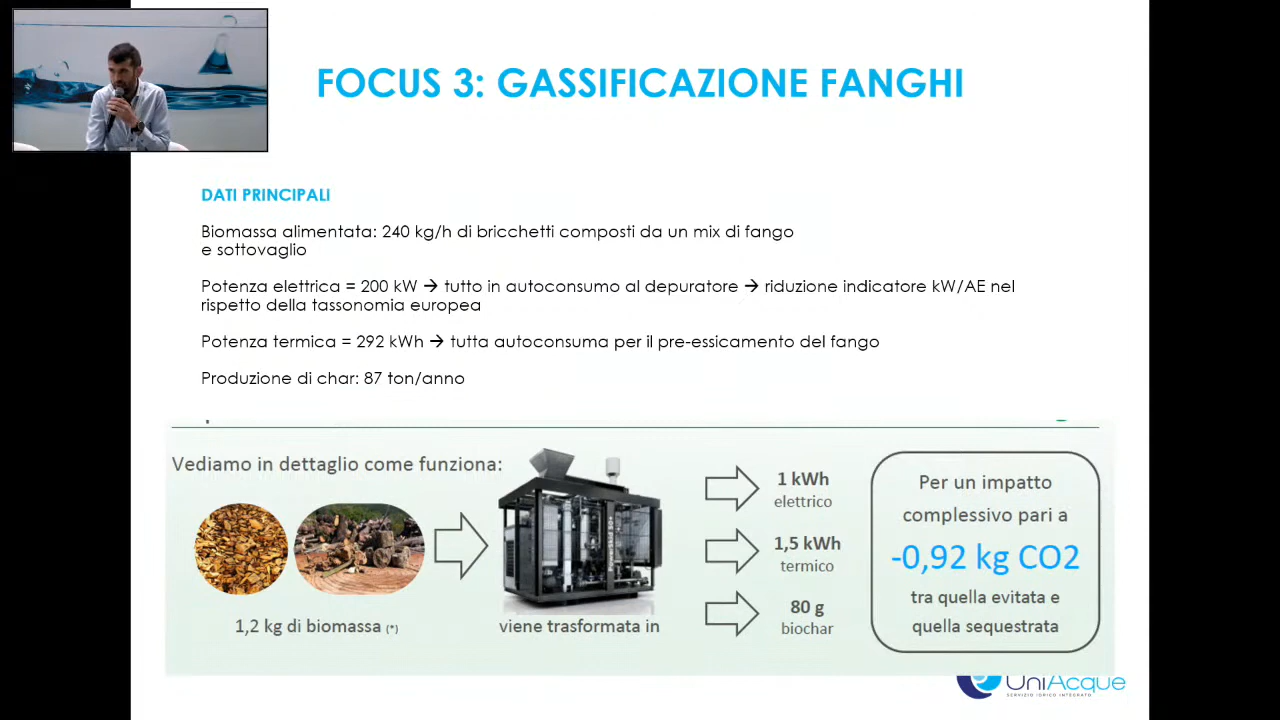 FOCUS 3: GASSIFICAZIONE FANGHI
DATI PRINCIPALI
Biomassa alimentata: 240 kg/h di bricchetti composti da un mix di fango
e sottovaglio
Potenza elettrica = 200 kW → tutto in autoconsumo al depuratore → riduzione indicatore kW/AE nel
rispetto della tassonomia europea
Potenza termica = 292 kWh → tutta autoconsuma per il pre-essicamento del fango
Produzione di char: 87 ton/anno
Vediamo in dettaglio come funziona:
1,2 kg di biomassa (*)
viene trasformata in
1 kWh
elettrico
1,5 kWh
termico
80 g
biochar
Per un impatto
complessivo pari a
-0,92 kg CO2
tra quella evitata e
quella sequestrata
UniAcque
SERVIZIO IDRICO INTEGRATO